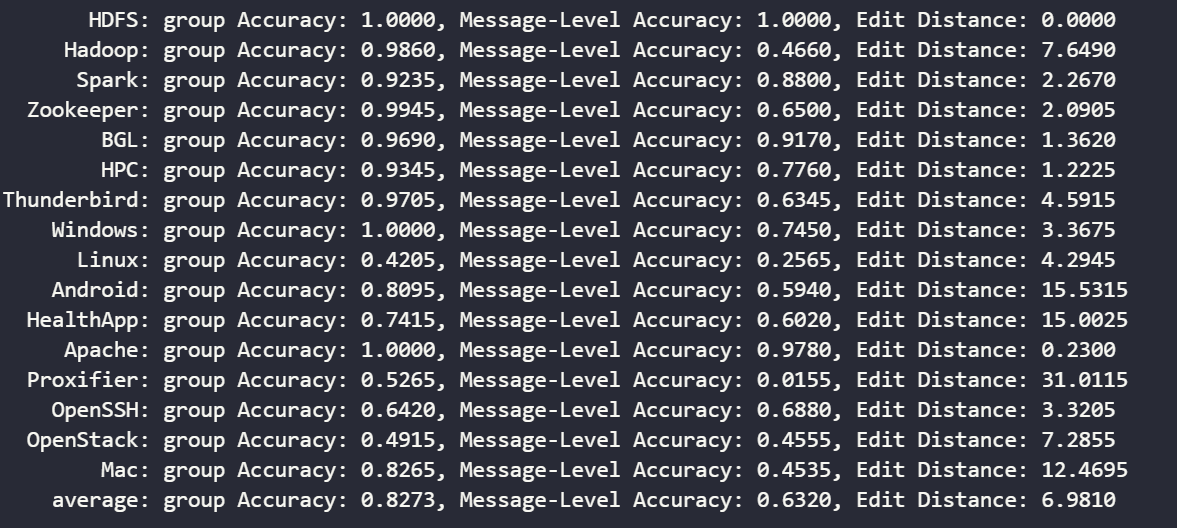 HDFS: group Accuracy: 1.0000, Message-Level Accuracy: 1.0000, Edit Distance: 0.0000
Hadoop: group Accuracy: 0.9860, Message-Level Accuracy: 0.4660, Edit Distance: 7.6490
Spark: group Accuracy: 0.9235, Message-Level Accuracy: 0.8800, Edit Distance: 2.2670
Zookeeper: group Accuracy: 0.9945, Message-Level Accuracy: 0.6500, Edit Distance: 2.0905
BGL: group Accuracy: 0.9690, Message-Level Accuracy: 0.9170, Edit Distance: 1.3620
HPC: group Accuracy: 0.9345, Message-Level Accuracy: 0.7760, Edit Distance: 1.2225
Thunderbird: group Accuracy: 0.9705, Message-Level Accuracy: 0.6345, Edit Distance: 4.5915
Windows: group Accuracy: 1.0000, Message-Level Accuracy: 0.7450, Edit Distance: 3.3675
Linux: group Accuracy: 0.4205, Message-Level Accuracy: 0.2565, Edit Distance: 4.2945
Android: group Accuracy: 0.8095, Message-Level Accuracy: 0.5940, Edit Distance: 15.5315
HealthApp: group Accuracy: 0.7415, Message-Level Accuracy: 0.6020, Edit Distance: 15.0025
Apache: group Accuracy: 1.0000, Message-Level Accuracy: 0.9780, Edit Distance: 0.2300
Proxifier: group Accuracy: 0.5265, Message-Level Accuracy: 0.0155, Edit Distance: 31.0115
OpenSSH: group Accuracy: 0.6420, Message-Level Accuracy: 0.6880, Edit Distance: 3.3205
OpenStack: group Accuracy: 0.4915, Message-Level Accuracy: 0.4555, Edit Distance: 7.2855
Mac: group Accuracy: 0.8265, Message-Level Accuracy: 0.4535, Edit Distance: 12.4695
average: group Accuracy: 0.8273, Message-Level Accuracy: 0.6320, Edit Distance: 6.9810